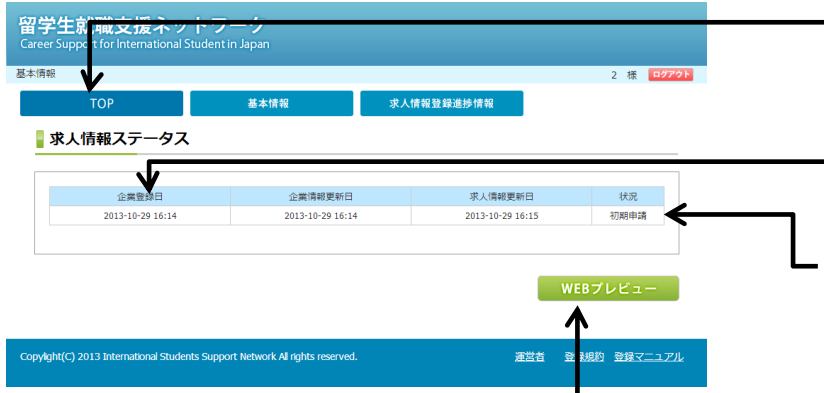 留学生就職支援ネットワーク
Career Support for International Student in Japan
基本情報
2 様 ログアウト
TOP 基本情報 求人情報登録進捗情報
求人情報ステータス
企業登録日 企業情報更新日 求人情報更新日 状況
2013-10-29 16:14 2013-10-29 16:14 2013-10-29 16:15 初期申請
WEBプレビュー
Copylight(C) 2013 International Students Support Network All rights reserved. 運営者 登録規約 登録マニュアル